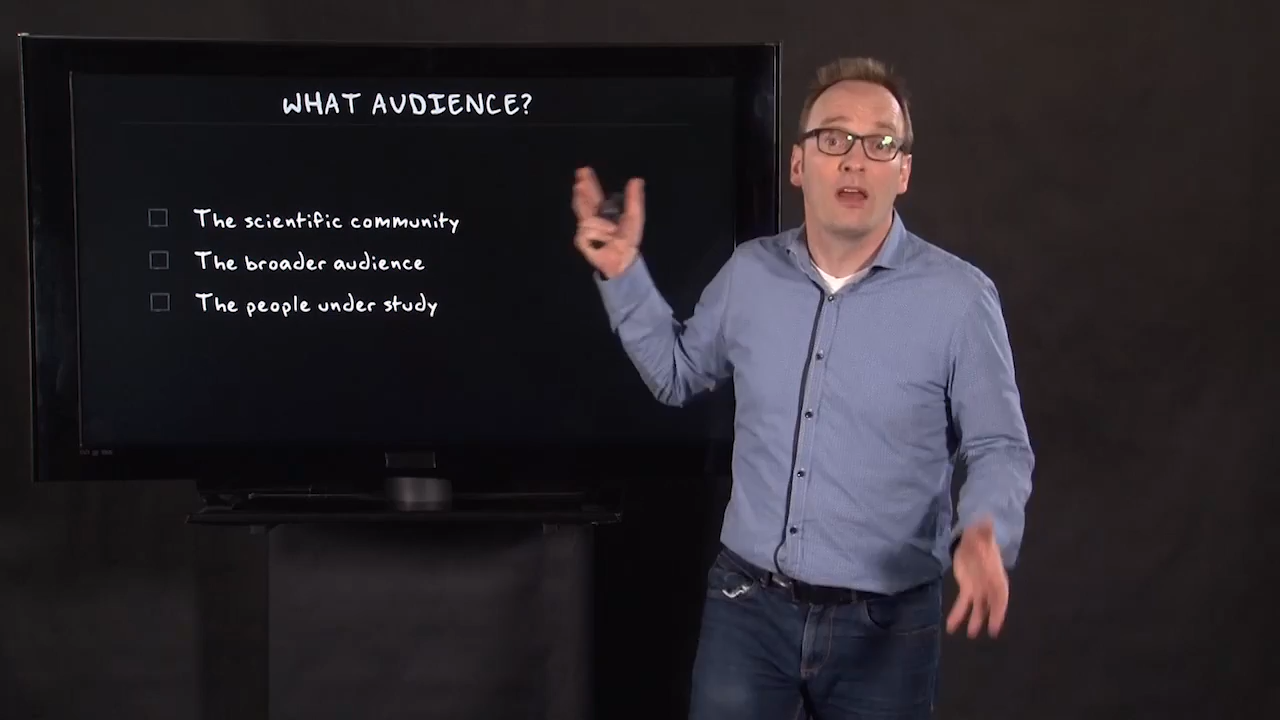 WHAT AUDIENCE?
The scientific community
The broader audience
The people under study